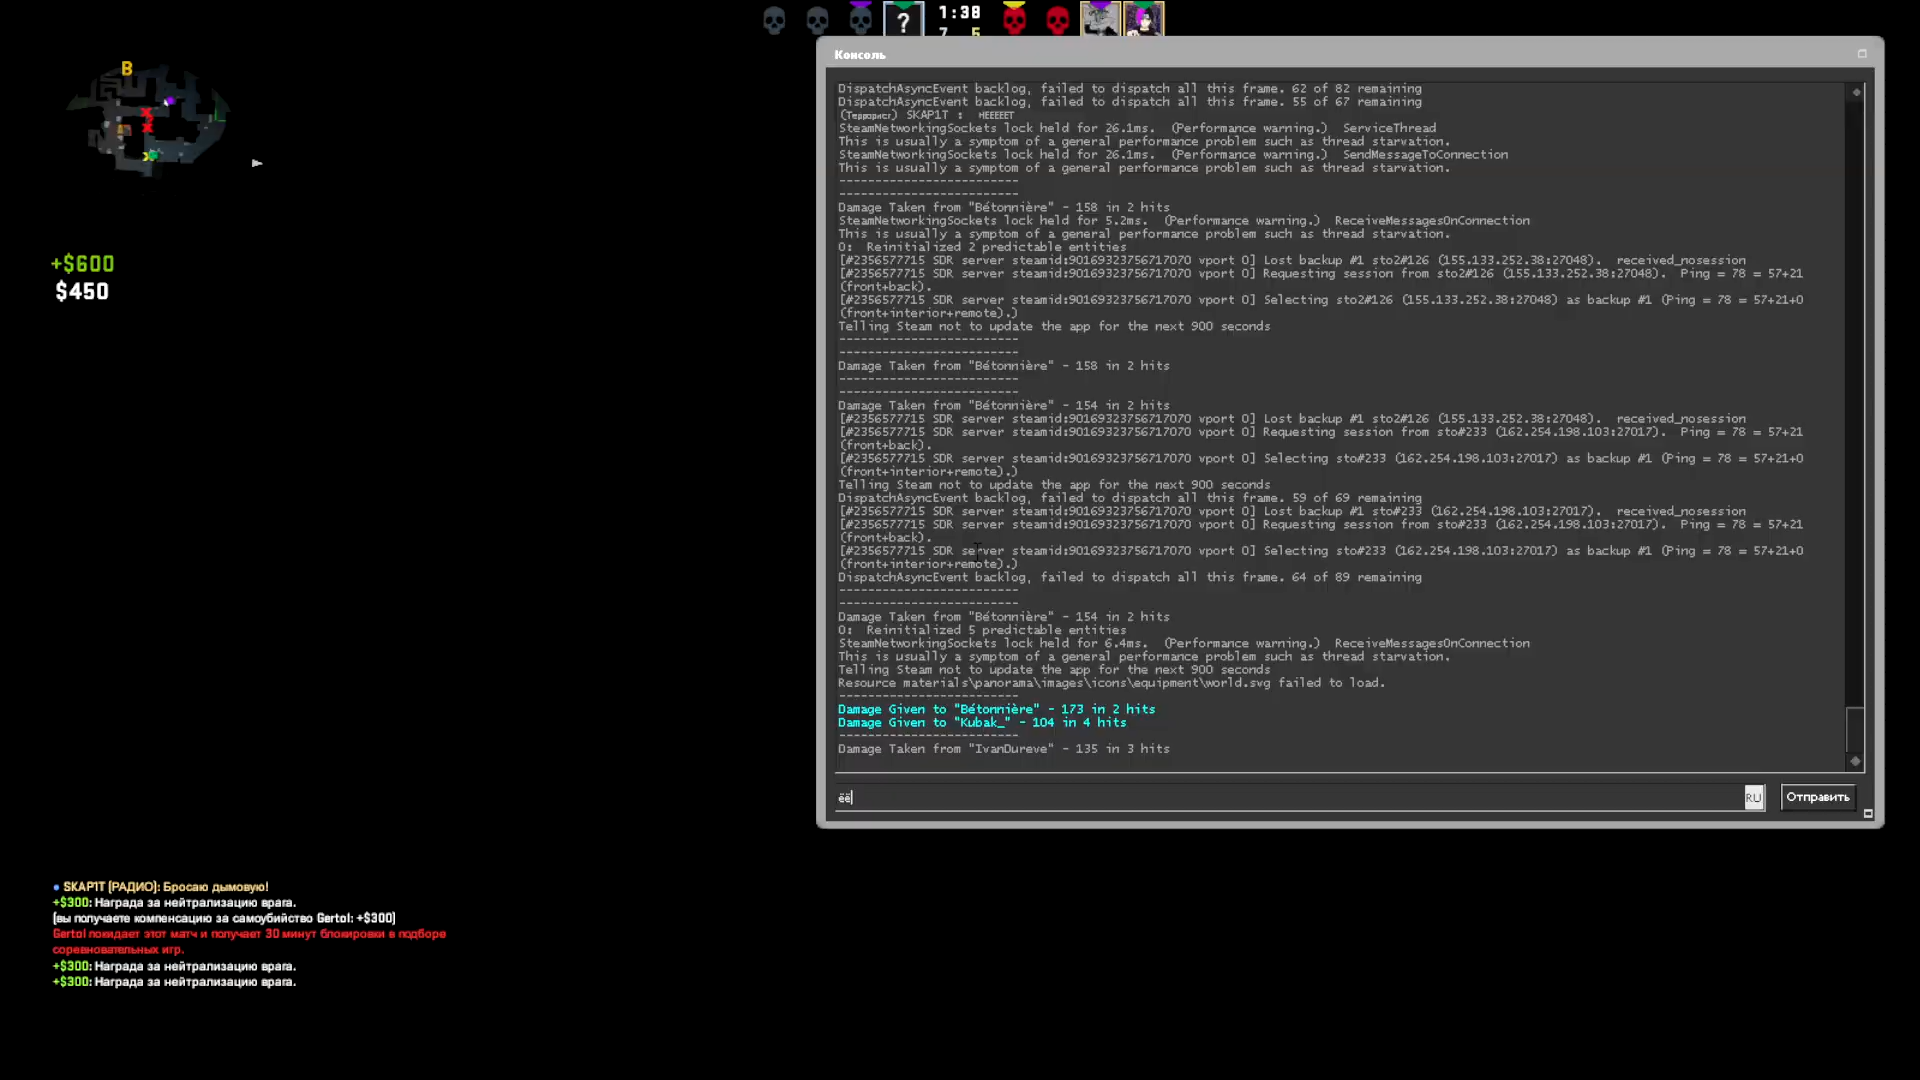 1:38
7 5
?
B
+$600
$450
Консоль
DispatchAsyncEvent backlog, failed to dispatch all this frame. 62 of 82 remaining
DispatchAsyncEvent backlog, failed to dispatch all this frame. 55 of 67 remaining
(Террорист) SKAP1T : НЕЕЕЕЕТ
SteamNetworkingSockets lock held for 26.1ms. (Performance warning.) ServiceThread
This is usually a symptom of a general performance problem such as thread starvation.
SteamNetworkingSockets lock held for 26.1ms. (Performance warning.) SendMessageToConnection
This is usually a symptom of a general performance problem such as thread starvation.
-------------------------
-------------------------
Damage Taken from "Bétonnière" - 158 in 2 hits
SteamNetworkingSockets lock held for 5.2ms. (Performance warning.) ReceiveMessagesOnConnection
This is usually a symptom of a general performance problem such as thread starvation.
0: Reinitialized 2 predictable entities
[#2356577715 SDR server steamid:90169323756717070 vport 0] Lost backup #1 sto2#126 (155.133.252.38:27048). received_nosession
[#2356577715 SDR server steamid:90169323756717070 vport 0] Requesting session from sto2#126 (155.133.252.38:27048). Ping = 78 = 57+21
(front+back).
[#2356577715 SDR server steamid:90169323756717070 vport 0] Selecting sto2#126 (155.133.252.38:27048) as backup #1 (Ping = 78 = 57+21+0
(front+interior+remote).)
Telling Steam not to update the app for the next 900 seconds
-------------------------
-------------------------
Damage Taken from "Bétonnière" - 158 in 2 hits
-------------------------
-------------------------
Damage Taken from "Bétonnière" - 154 in 2 hits
[#2356577715 SDR server steamid:90169323756717070 vport 0] Lost backup #1 sto2#126 (155.133.252.38:27048). received_nosession
[#2356577715 SDR server steamid:90169323756717070 vport 0] Requesting session from sto#233 (162.254.198.103:27017). Ping = 78 = 57+21
(front+back).
[#2356577715 SDR server steamid:90169323756717070 vport 0] Selecting sto#233 (162.254.198.103:27017) as backup #1 (Ping = 78 = 57+21+0
(front+interior+remote).)
Telling Steam not to update the app for the next 900 seconds
DispatchAsyncEvent backlog, failed to dispatch all this frame. 59 of 69 remaining
[#2356577715 SDR server steamid:90169323756717070 vport 0] Lost backup #1 sto#233 (162.254.198.103:27017). received_nosession
[#2356577715 SDR server steamid:90169323756717070 vport 0] Requesting session from sto#233 (162.254.198.103:27017). Ping = 78 = 57+21
(front+back).
[#2356577715 SDR server steamid:90169323756717070 vport 0] Selecting sto#233 (162.254.198.103:27017) as backup #1 (Ping = 78 = 57+21+0
(front+interior+remote).)
DispatchAsyncEvent backlog, failed to dispatch all this frame. 64 of 89 remaining
-------------------------
-------------------------
Damage Taken from "Bétonnière" - 154 in 2 hits
0: Reinitialized 5 predictable entities
SteamNetworkingSockets lock held for 6.4ms. (Performance warning.) ReceiveMessagesOnConnection
This is usually a symptom of a general performance problem such as thread starvation.
Telling Steam not to update the app for the next 900 seconds
Resource materials\panorama\images\icons\equipment\world.svg failed to load.
-------------------------
Damage Given to "Bétonnière" - 173 in 2 hits
Damage Given to "Kubak_" - 104 in 4 hits
-------------------------
Damage Taken from "IvanDureve" - 135 in 3 hits
ёё
RU
Отправить
SKAP1T (РАДИО): Бросаю дымовую!
+$300: Награда за нейтрализацию врага.
(вы получаете компенсацию за самоубийство Gertol: +$300)
Gertol покидает этот матч и получает 30 минут блокировки в подборе
соревновательных игр.
+$300: Награда за нейтрализацию врага.
+$300: Награда за нейтрализацию врага.